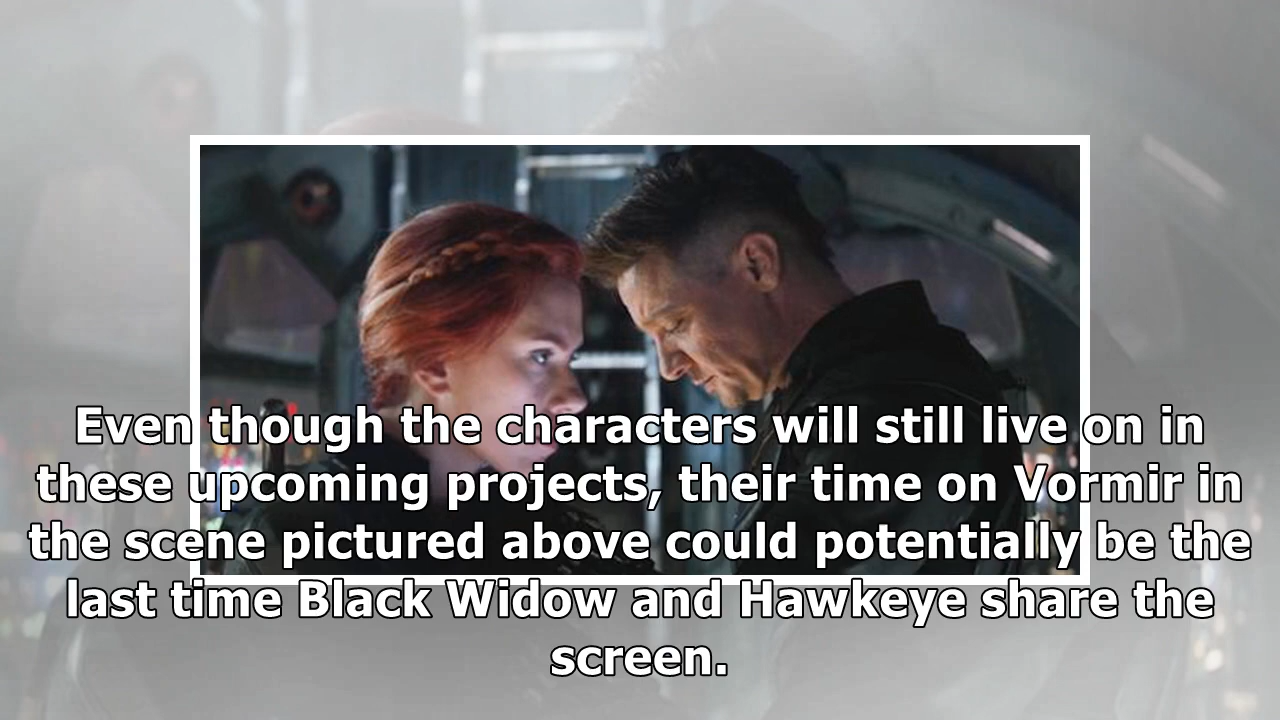 Even though the characters will still live on in
these upcoming projects, their time on Vormir in
the scene pictured above could potentially be the
last time Black Widow and Hawkeye share the
screen.